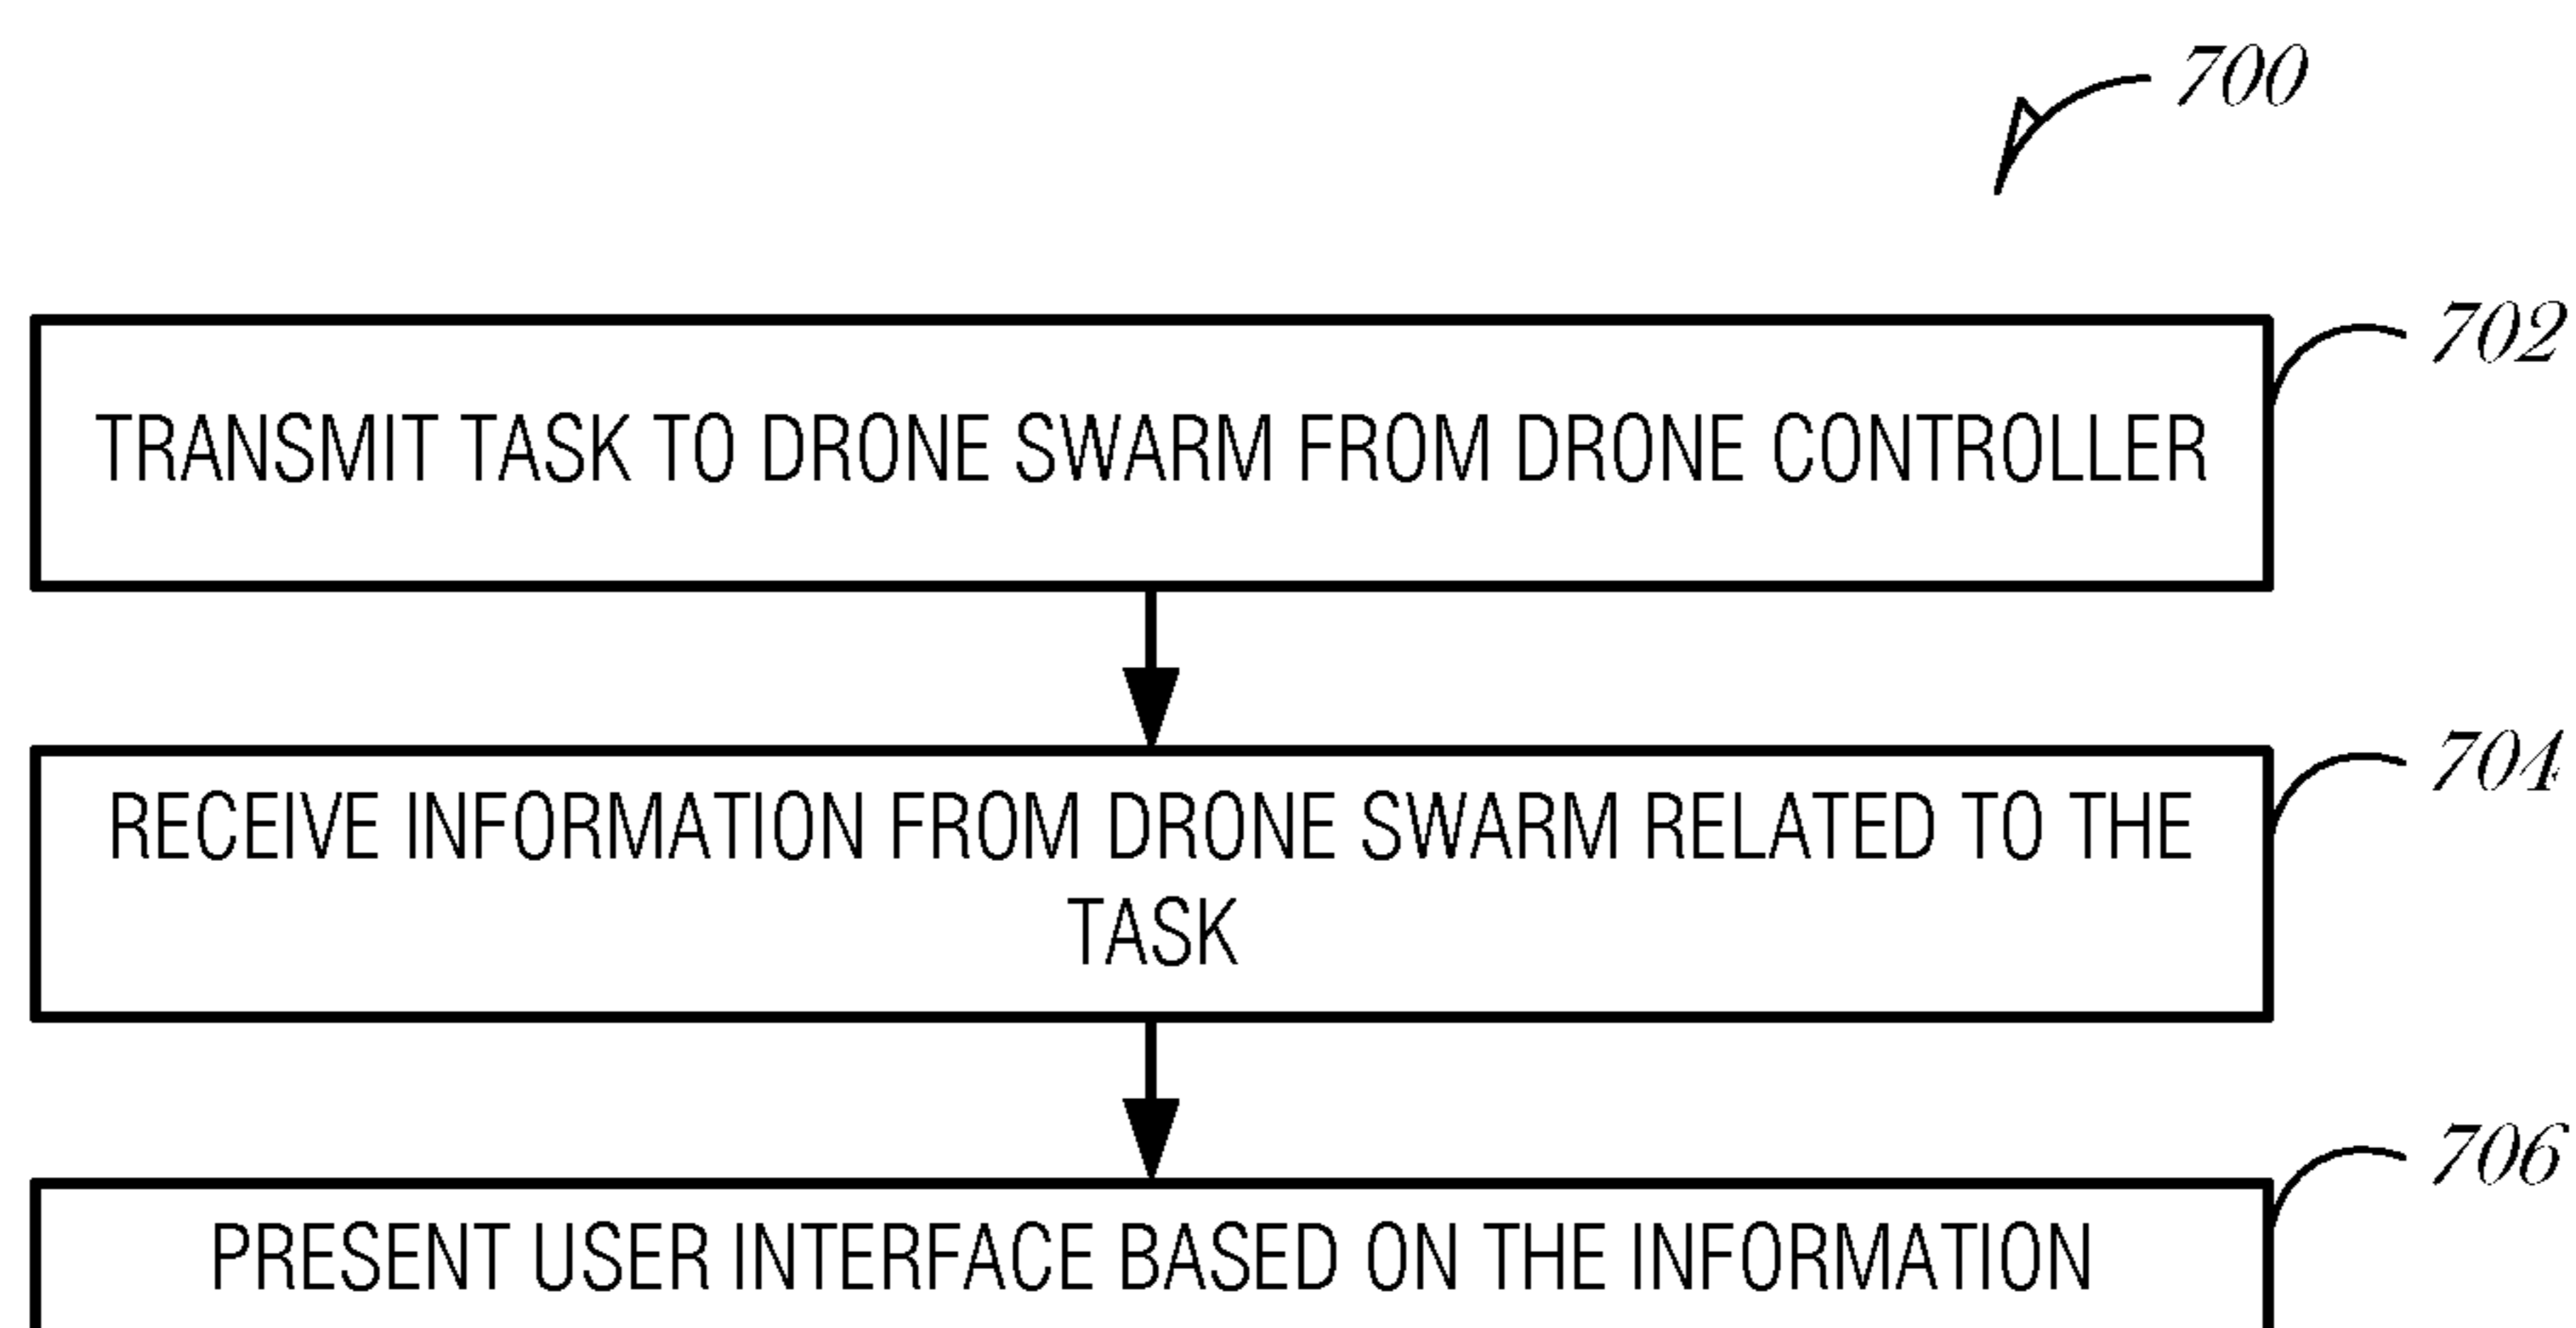 700
702
TRANSMIT TASK TO DRONE SWARM FROM DRONE CONTROLLER
704
RECEIVE INFORMATION FROM DRONE SWARM RELATED TO THE
TASK
706
PRESENT USER INTERFACE BASED ON THE INFORMATION